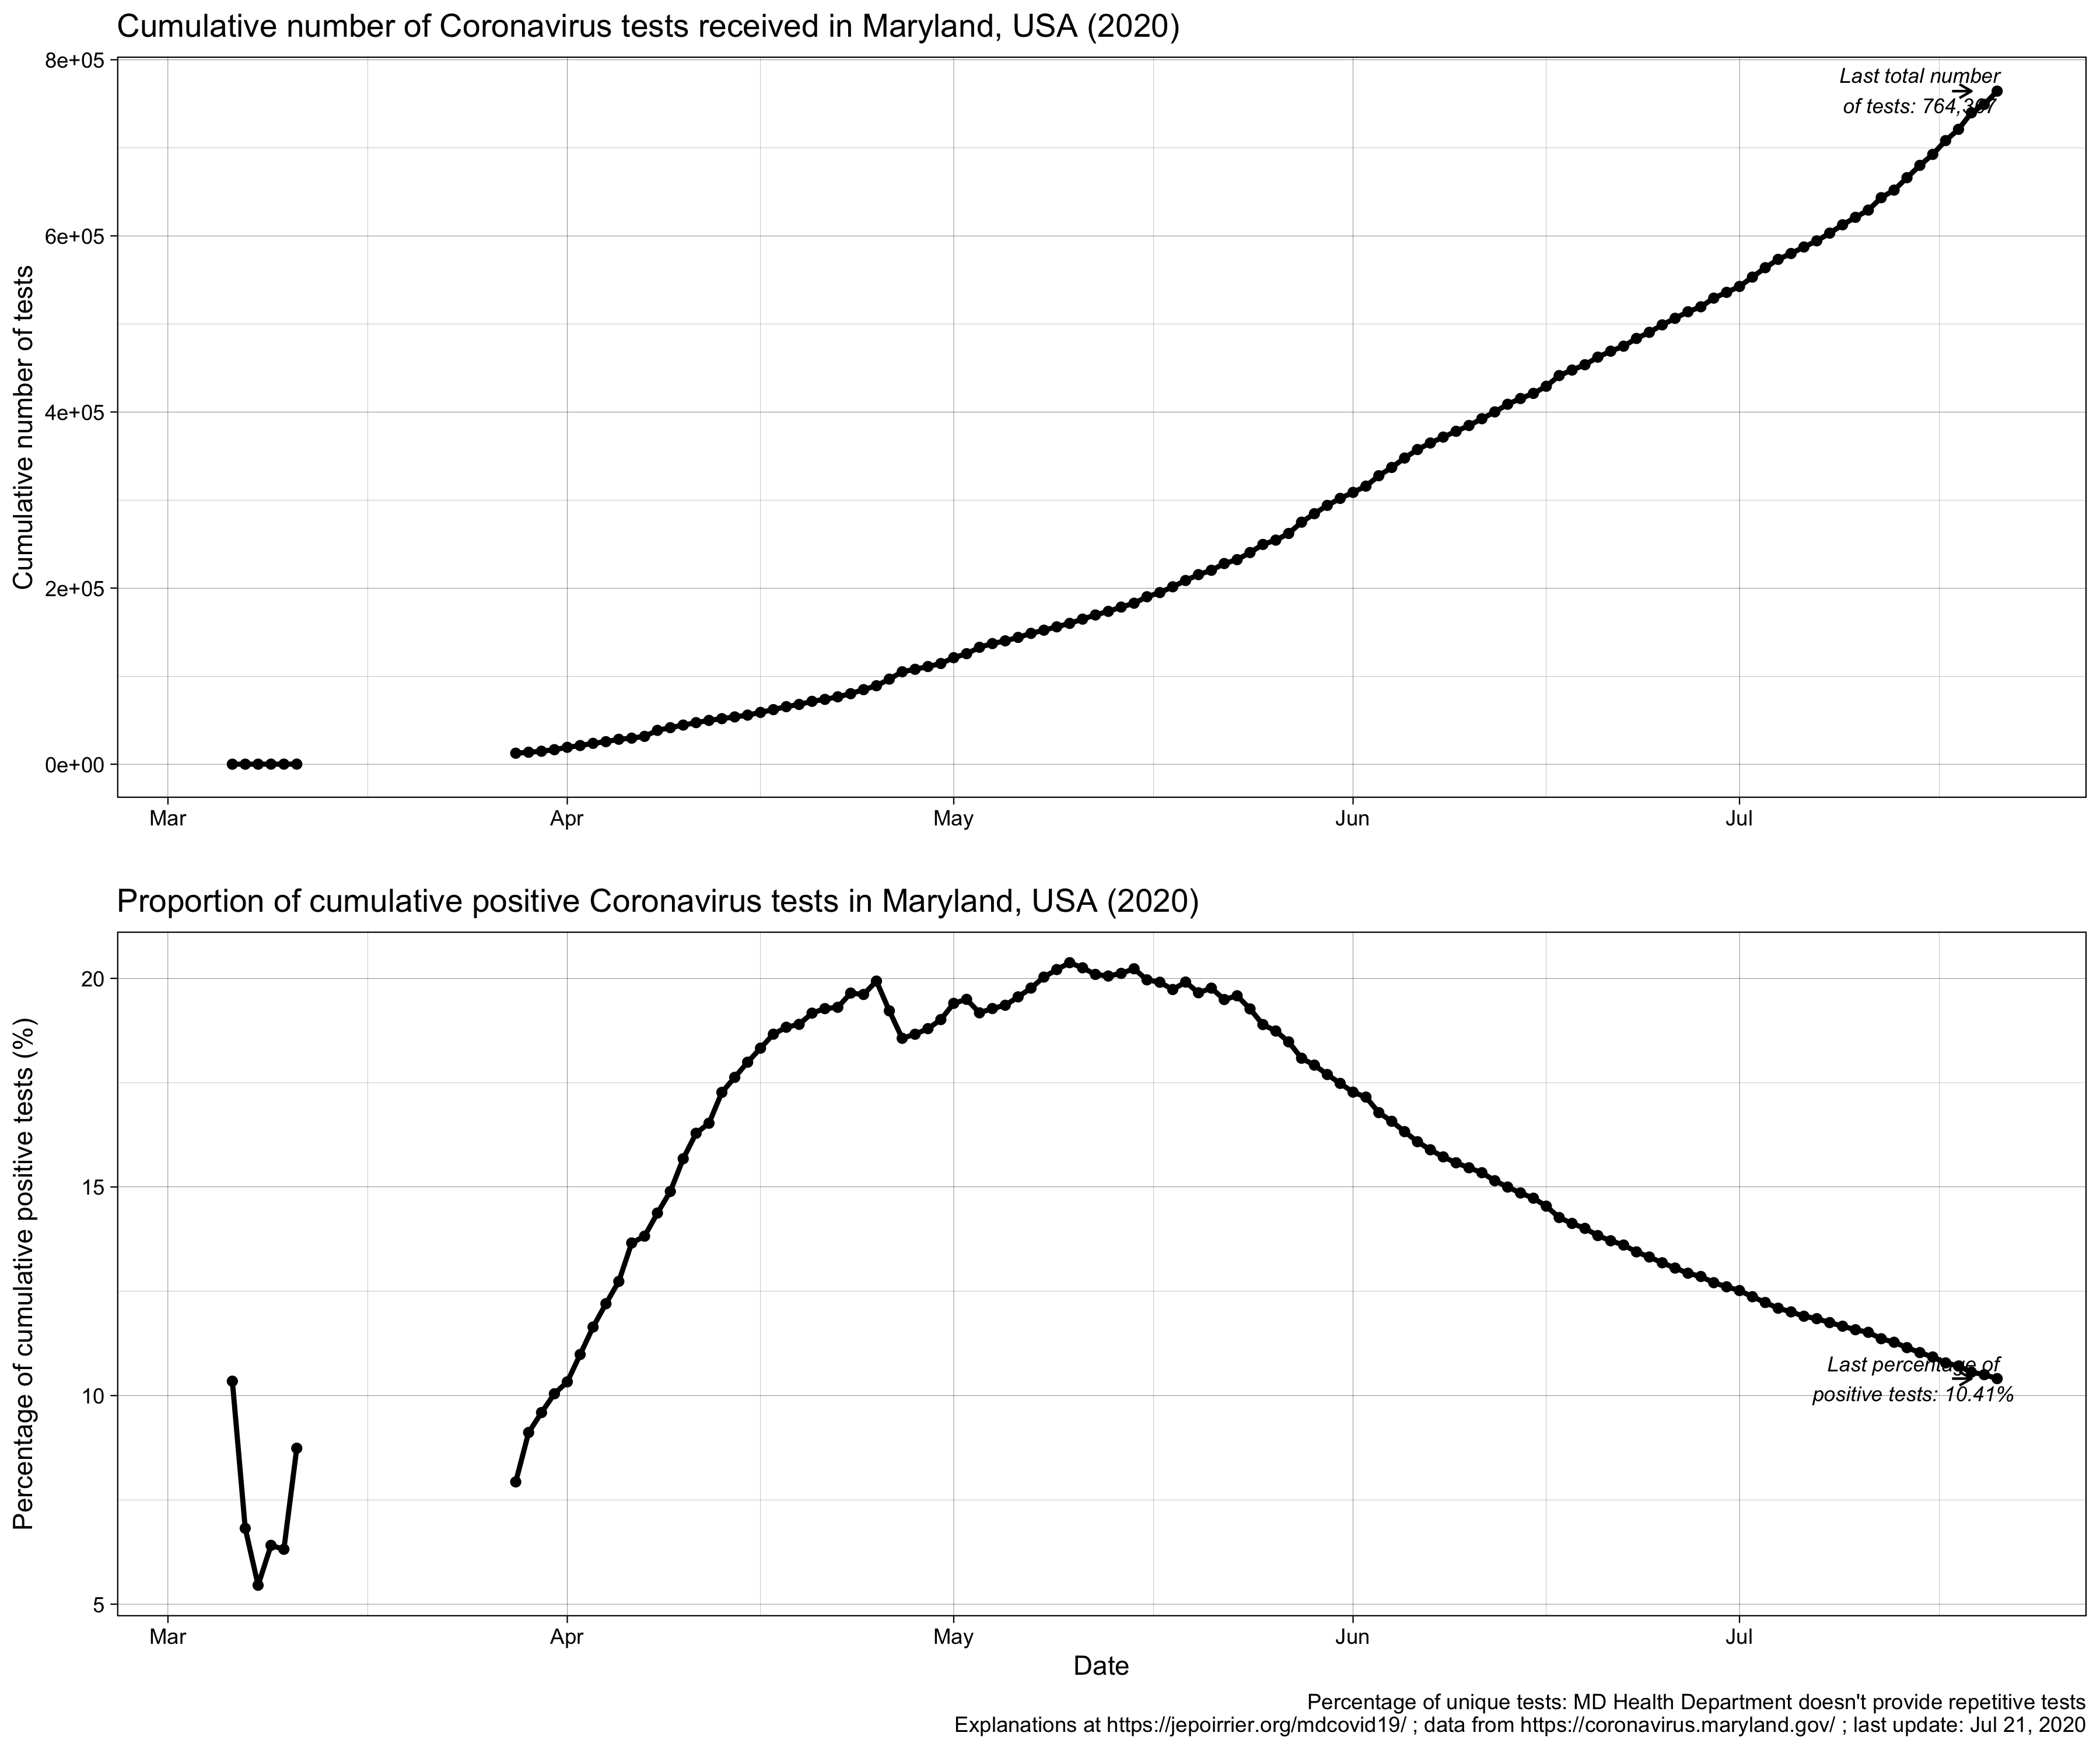 Cumulative number of Coronavirus tests received in Maryland, USA (2020)
8e+05
6e+05
4e+05
2e+05
0e+00
Cumulative number of tests
Last total number
of tests: 764,307
Mar Apr May Jun Jul
Proportion of cumulative positive Coronavirus tests in Maryland, USA (2020)
20
15
10
5
Percentage of cumulative positive tests (%)
Last percentage of
positive tests: 10.41%
Mar Apr May Jun Jul
Date
Percentage of unique tests: MD Health Department doesn't provide repetitive tests
Explanations at https://jepoirrier.org/mdcovid19/ ; data from https://coronavirus.maryland.gov/ ; last update: Jul 21, 2020